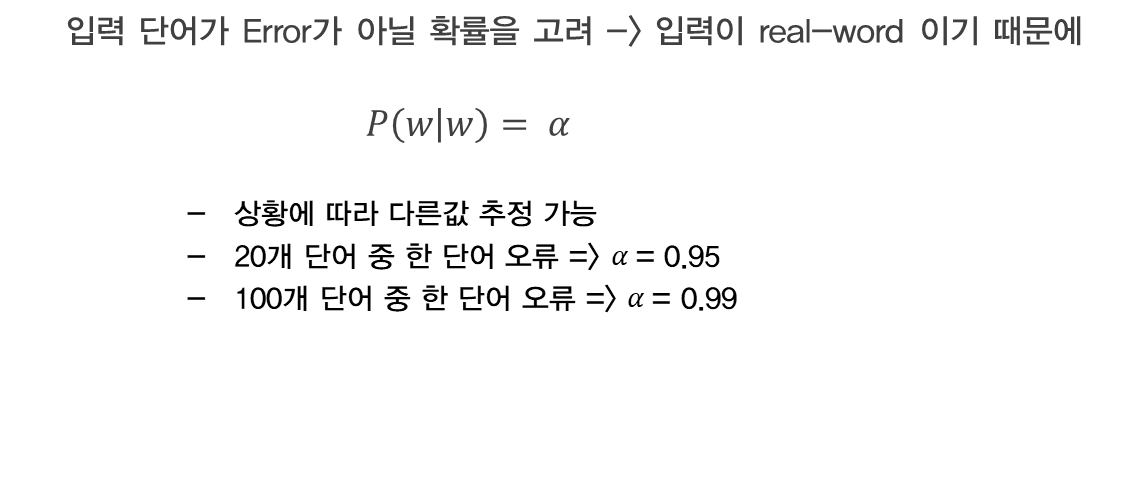 입력 단어가 Error가 아닐 확률을 고려 –> 입력이 real-word 이기 때문에
P(w|w) = α
– 상황에 따라 다른값 추정 가능
– 20개 단어 중 한 단어 오류 => α = 0.95
– 100개 단어 중 한 단어 오류 => α = 0.99